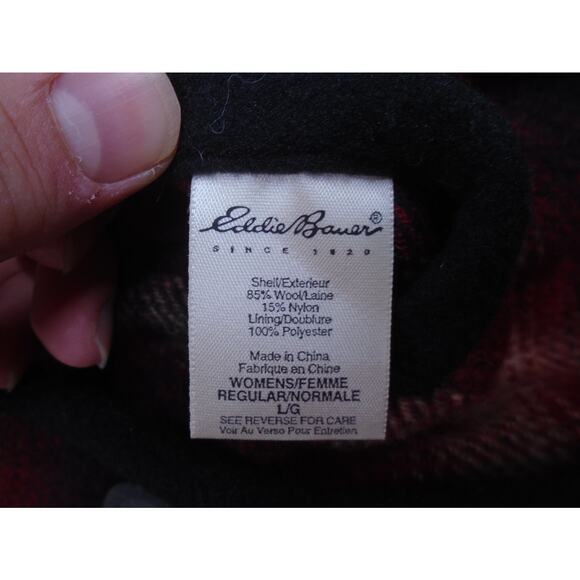 Eddie Bauer®
SINCE 1920
Shell/Exterieur
85% Wool/Laine
15% Nylon
Lining/Doublure
100% Polyester
Made in China
Fabrique en Chine
WOMENS/FEMME
REGULAR/NORMALE
L/G
SEE REVERSE FOR CARE
Voir Au Verso Pour Entretien